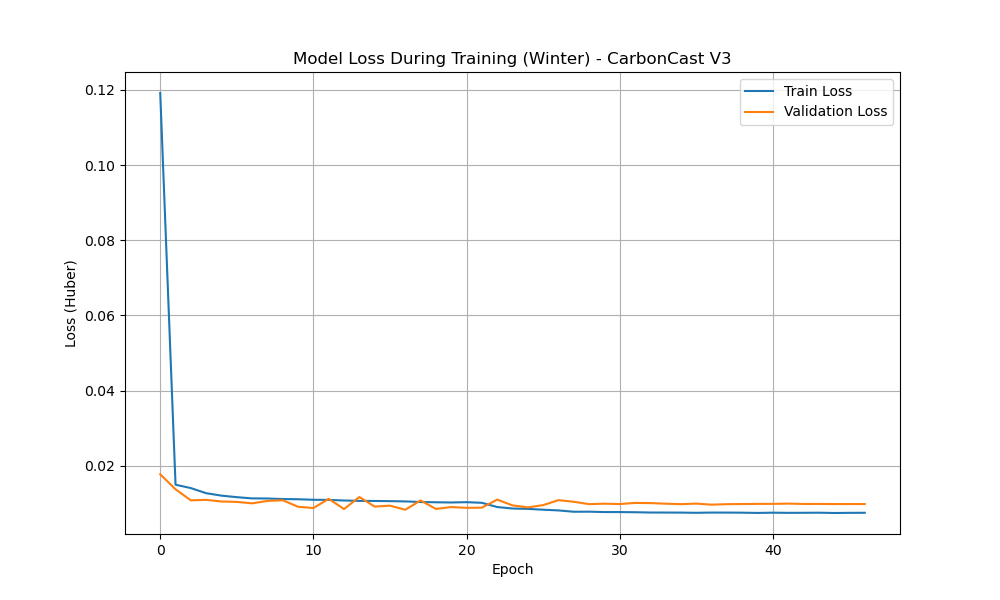 Model Loss During Training (Winter) - CarbonCast V3
Train Loss
Validation Loss
Loss (Huber)
0.12
0.10
0.08
0.06
0.04
0.02
0 10 20 30 40
Epoch